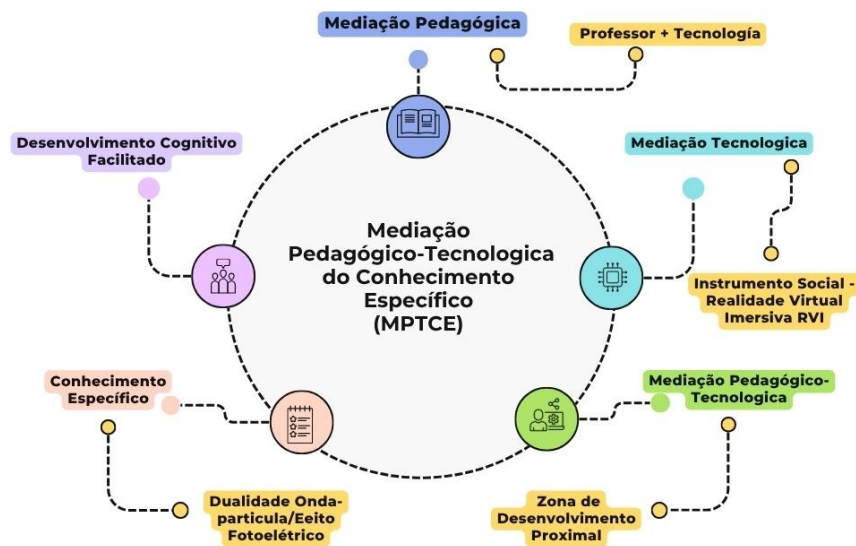 Mediação Pedagógica
Professor + Tecnología
Desenvolvimento Cognitivo
Facilitado
Mediação Tecnologica
Mediação
Pedagógico-Tecnologica
do Conhecimento
Específico
(MPTCE)
Instrumento Social -
Realidade Virtual
Imersiva RVI
Conhecimento
Específico
Mediação Pedagógico-
Tecnologica
Dualidade Onda-
particula/Eeito
Fotoelétrico
Zona de
Desenvolvimento
Proximal